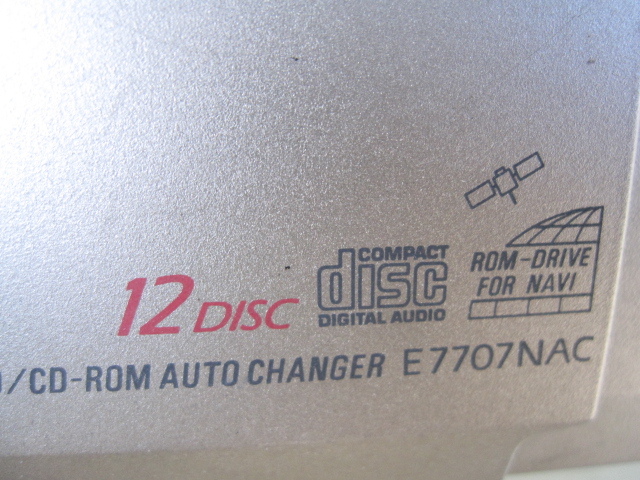 12 DISC
COMPACT
disc
DIGITAL AUDIO
ROM-DRIVE
FOR NAVI
/CD-ROM AUTO CHANGER E7707NAC